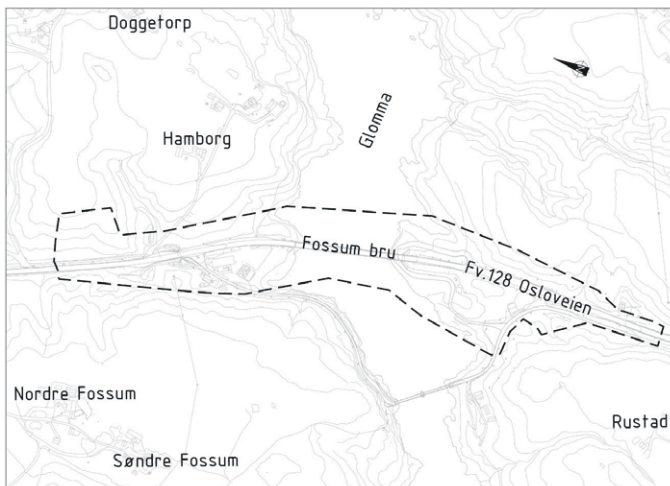 Doggetorp
Glomma
Hamborg
Fossum bru
Fv.128 Osloveien
Nordre Fossum
Rustad
Søndre Fossum